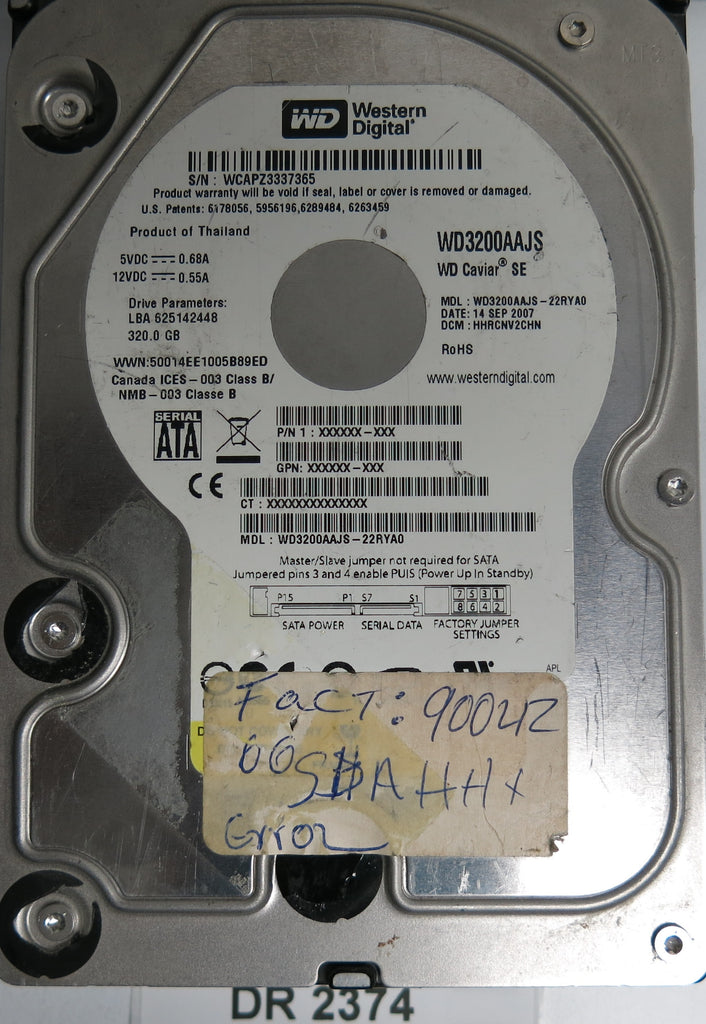 WD Western Digital®
S/N : WCAPZ3337365
Product warranty will be void if seal, label or cover is removed or damaged.
U.S. Patents: 6178056, 5956196,6289484, 6263459
Product of Thailand
5VDC 0.68A
12VDC 0.55A
Drive Parameters:
LBA 625142448
320.0 GB
WWN:50014EE1005B89ED
Canada ICES-003 Class B/
NMB-003 Classe B
WD3200AAJS
WD Caviar® SE
MDL : WD3200AAJS-22RYA0
DATE: 14 SEP 2007
DCM : HHRCNV2CHN
RoHS
www.westerndigital.com
SERIAL
ATA
CE
P/N 1 : XXXXXX-XXX
GPN: XXXXXX-XXX
CT : XXXXXXXXXXXXXX
MDL : WD3200AAJS-22RYA0
Master/Slave jumper not required for SATA
Jumpered pins 3 and 4 enable PUIS (Power Up In Standby)
P15 P1 S7 S1 7 5 3 1
8 6 4 2
SATA POWER SERIAL DATA FACTORY JUMPER
SETTINGS
APL
Fact: 90042
Error
DR 2374